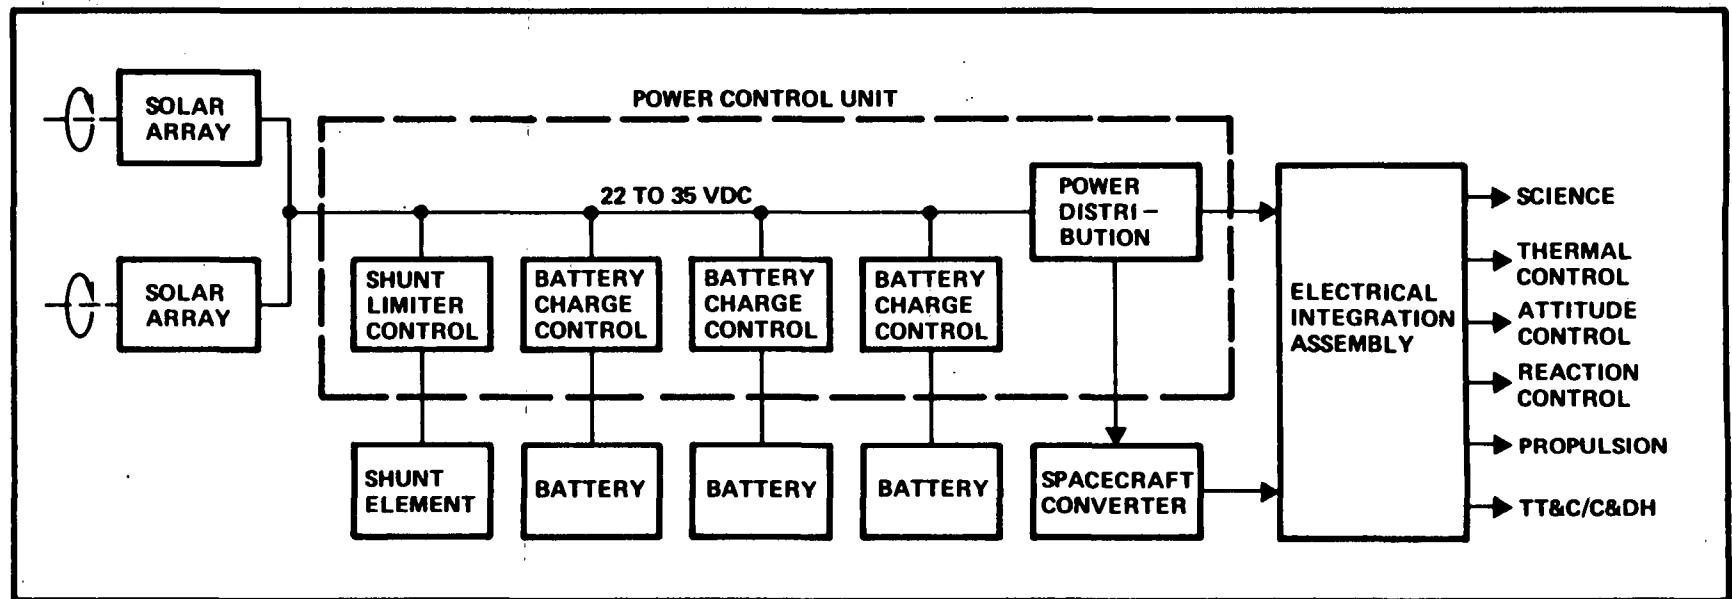 SOLAR
ARRAY
POWER CONTROL UNIT
22 TO 35 VDC
POWER
DISTRI –
BUTION
SCIENCE
SHUNT
LIMITER
CONTROL
BATTERY
CHARGE
CONTROL
BATTERY
CHARGE
CONTROL
BATTERY
CHARGE
CONTROL
THERMAL
CONTROL
SOLAR
ARRAY
ELECTRICAL
INTEGRATION
ASSEMBLY
ATTITUDE
CONTROL
REACTION
CONTROL
SHUNT
ELEMENT
BATTERY
BATTERY
BATTERY
SPACECRAFT
CONVERTER
PROPULSION
TT&C/C&DH